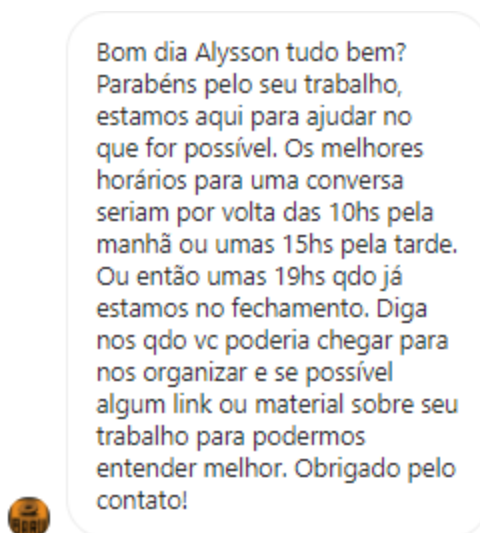 Bom dia Alysson tudo bem?
Parabéns pelo seu trabalho,
estamos aqui para ajudar no
que for possível. Os melhores
horários para uma conversa
seriam por volta das 10hs pela
manhã ou umas 15hs pela tarde.
Ou então umas 19hs qdo já
estamos no fechamento. Diga
nos qdo vc poderia chegar para
nos organizar e se possível
algum link ou material sobre seu
trabalho para podermos
entender melhor. Obrigado pelo
contato!